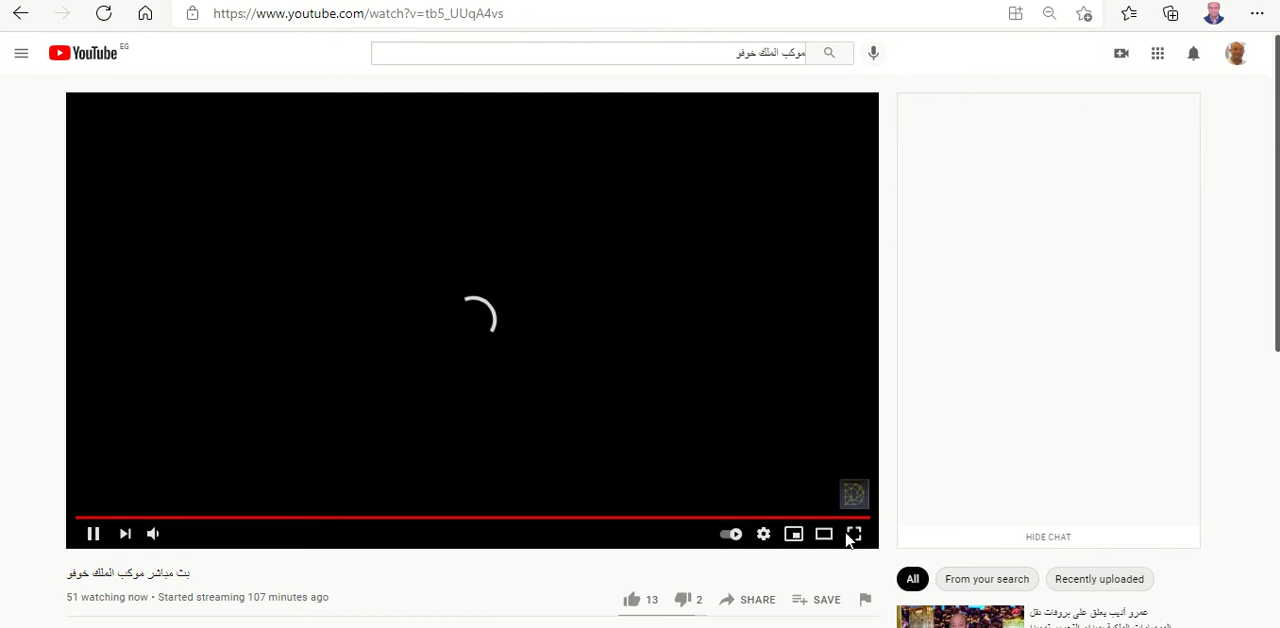 https://www.youtube.com/watch?v=tb5_UUqA4vs
YouTube EG
موكب الملك خوفو
HIDE CHAT
بث مباشر موكب الملك خوفو
51 watching now • Started streaming 107 minutes ago
13
2
SHARE
SAVE
All
From your search
Recently uploaded
عمرو أديب يعلق على بروفات نقل